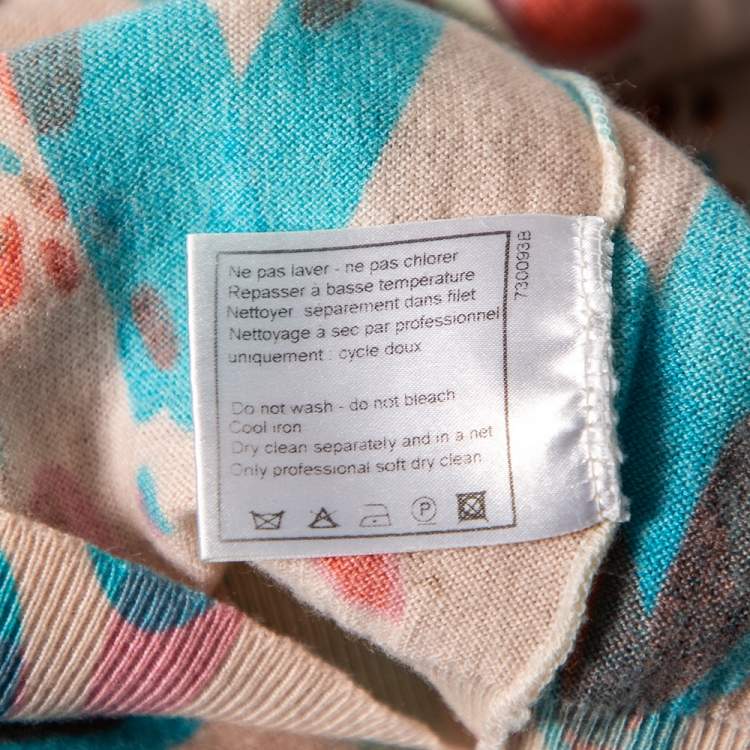 Ne pas laver - ne pas chlorer
Repasser à basse température
Nettoyer séparement dans filet
Nettoyage à sec par professionnel
uniquement : cycle doux
Do not wash - do not bleach
Cool iron
Dry clean separately and in a net
Only professional soft dry clean
P
730093B